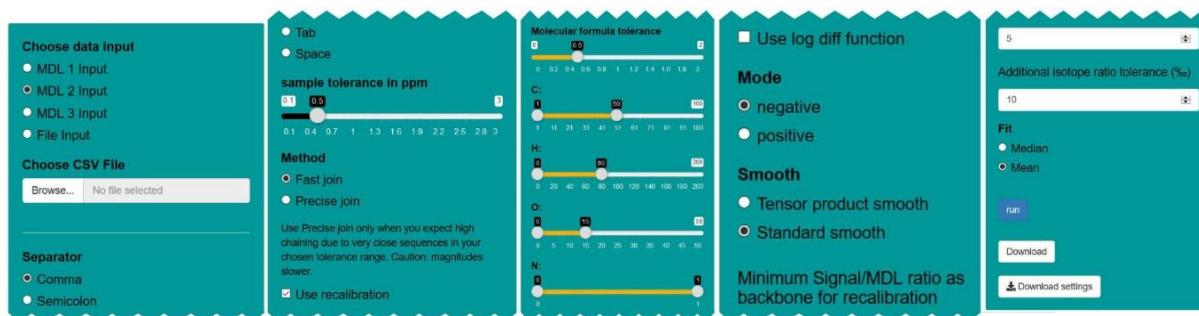 Choose data input
MDL 1 Input
MDL 2 Input
MDL 3 Input
File Input
Choose CSV File
Browse... No file selected
Separator
Comma
Semicolon
Tab
Space
sample tolerance in ppm
0.1 0.5 3
0.1 0.4 0.7 1 1.3 1.6 1.9 2.2 2.5 2.8 3
Method
Fast join
Precise join
Use Precise join only when you expect high
chaining due to very close sequences in your
chosen tolerance range. Caution: magnitudes
slower.
Use recalibration
Molecular formula tolerance
0 0.5 2
0 0.2 0.4 0.6 0.8 1 1.2 1.4 1.6 1.8 2
C:
1 50 100
1 11 21 31 41 51 61 71 81 91 100
H:
0 80 200
0 20 40 60 80 100 120 140 160 180 200
O:
0 15 50
0 5 10 15 20 25 30 35 40 45 50
N:
0 1
0 1
Use log diff function
Mode
negative
positive
Smooth
Tensor product smooth
Standard smooth
Minimum Signal/MDL ratio as
backbone for recalibration
5
Additional isotope ratio tolerance (‰)
10
Fit
Median
Mean
run
Download
Download settings